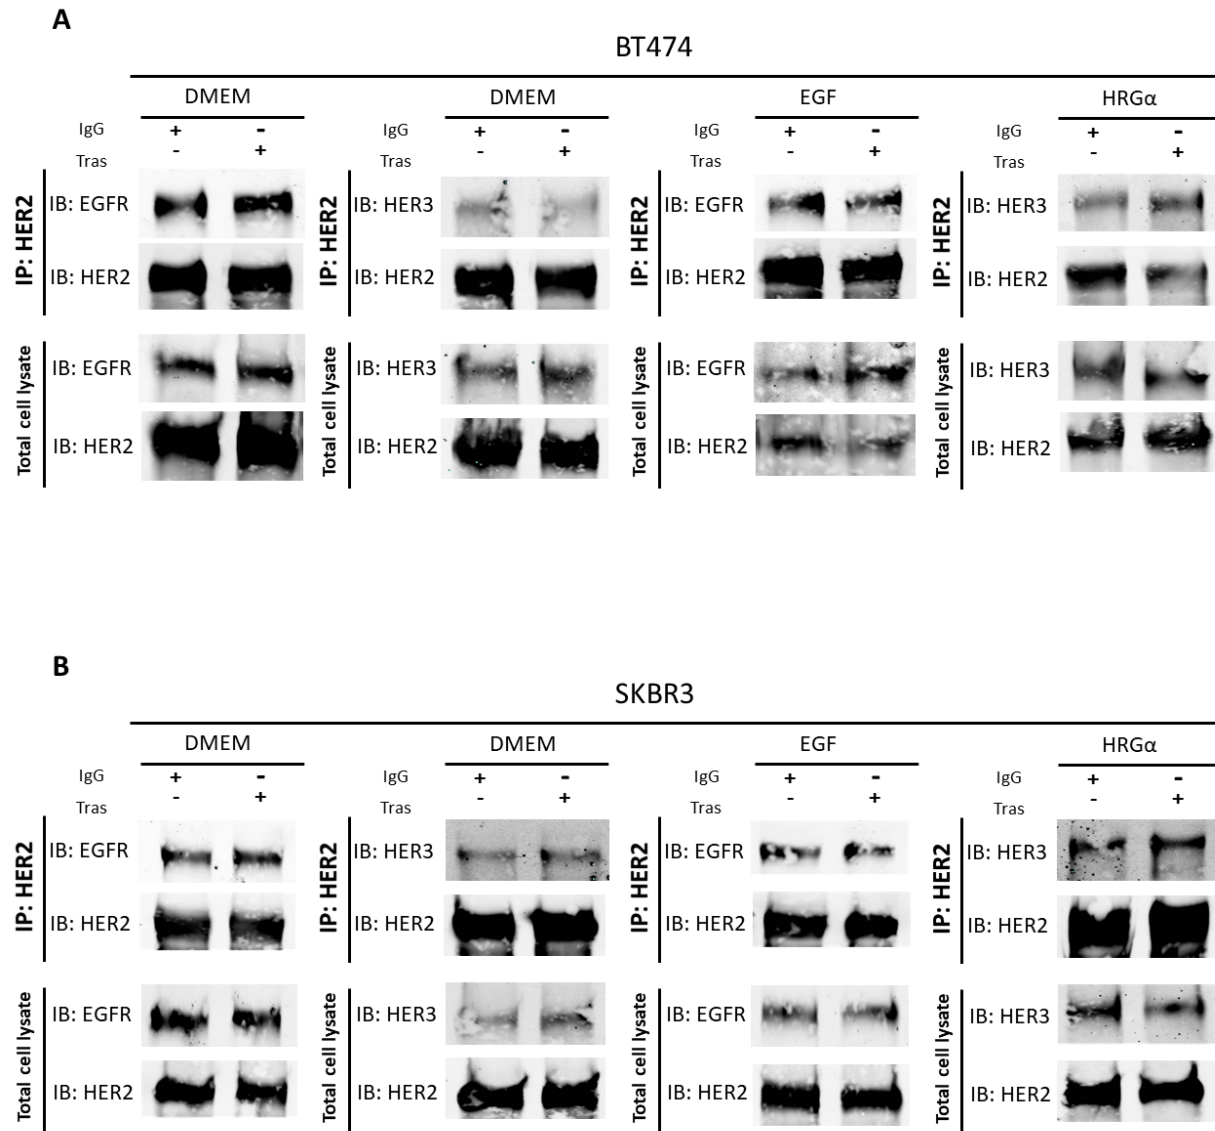 A
BT474
DMEM DMEM EGF HRGα
IgG + - IgG + - IgG + - IgG + -
Tras - + Tras - + Tras - + Tras - +
IP: HER2 IB: EGFR IP: HER2 IB: HER3 IP: HER2 IB: EGFR IP: HER2 IB: HER3
IB: HER2 IB: HER2 IB: HER2 IB: HER2
Total cell lysate IB: EGFR Total cell lysate IB: HER3 Total cell lysate IB: EGFR Total cell lysate IB: HER3
IB: HER2 IB: HER2 IB: HER2 IB: HER2
B
SKBR3
DMEM DMEM EGF HRGα
IgG + - IgG + - IgG + - IgG + -
Tras - + Tras - + Tras - + Tras - +
IP: HER2 IB: EGFR IP: HER2 IB: HER3 IP: HER2 IB: EGFR IP: HER2 IB: HER3
IB: HER2 IB: HER2 IB: HER2 IB: HER2
Total cell lysate IB: EGFR Total cell lysate IB: HER3 Total cell lysate IB: EGFR Total cell lysate IB: HER3
IB: HER2 IB: HER2 IB: HER2 IB: HER2